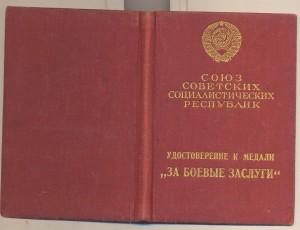 СОЮЗ
СОВЕТСКИХ
СОЦИАЛИСТИЧЕСКИХ
РЕСПУБЛИК
УДОСТОВЕРЕНИЕ К МЕДАЛИ
„ЗА БОЕВЫЕ ЗАСЛУГИ“